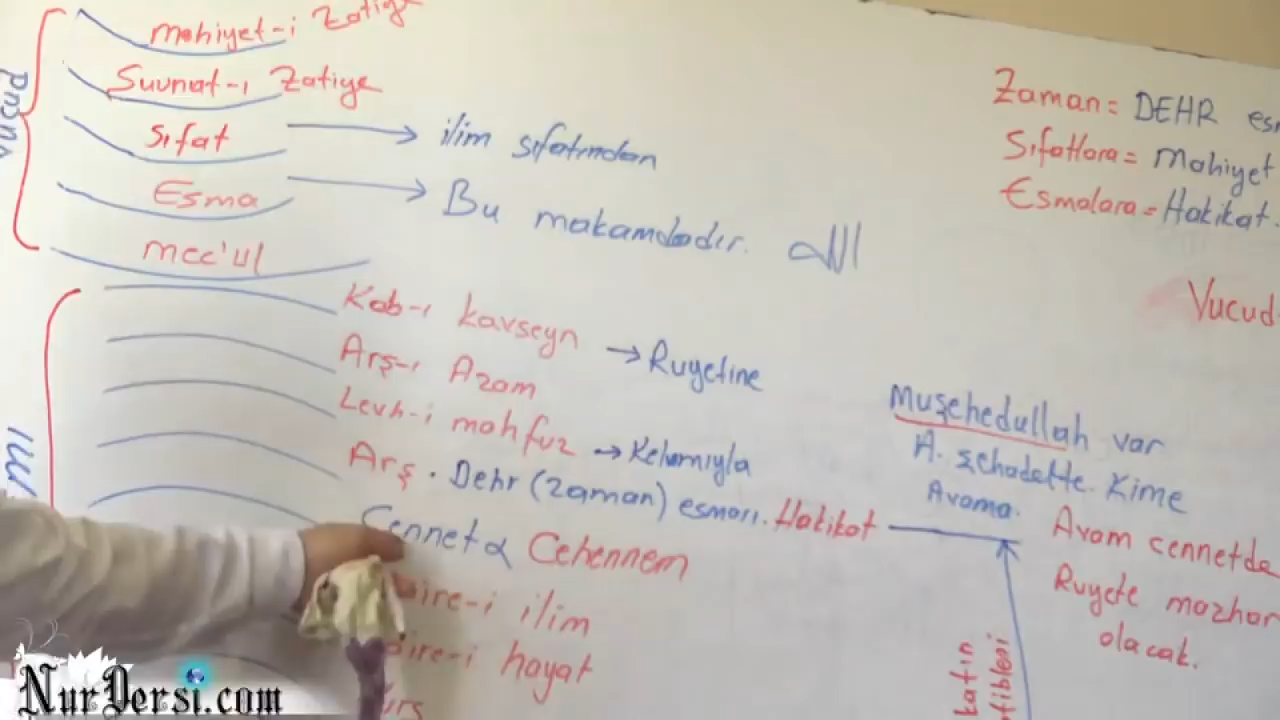 Vucud
mahiyet-i Zatiye
Suunat-ı Zatiye
Sıfat → ilim sıfatından
Esma → Bu makamdadır. الله
mec'ul
Kab-ı kavseyn → Ruyetine
Arş-ı Azam
Levh-i mahfuz → Kelamıyla
Arş. Dehr (zaman) esması. Hakikat
Cennet & Cehennem
ilim
hayat
Zaman = DEHR
Sıfatlara = Mahiyet
Esmalara = Hakikat.
Vucud
Muşehedullah var
A. şehadette. Kime
Avama.
Avam cennetde
Ruyete mazhar
olacak.
NurDersi.com